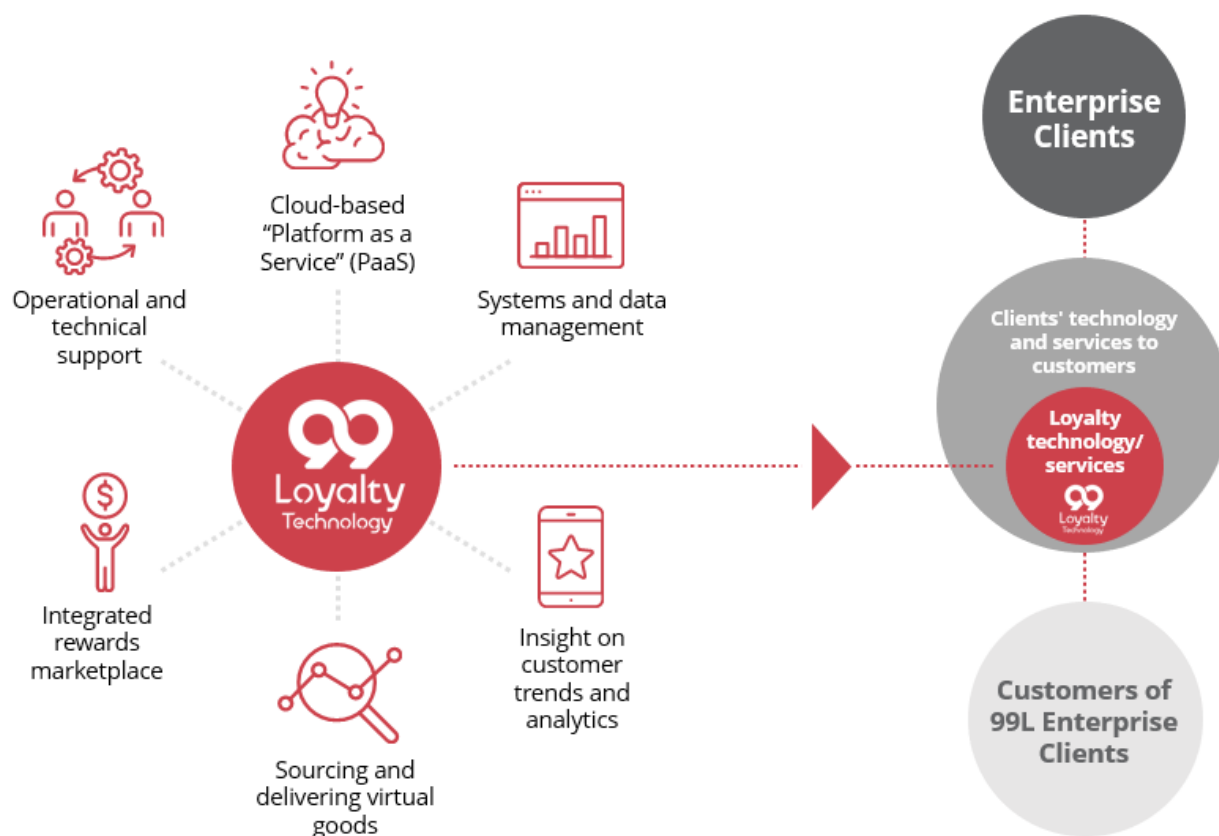 Cloud-based
“Platform as a
Service” (PaaS)
Operational and
technical
support
Systems and data
management
99
Loyalty
Technology
Integrated
rewards
marketplace
$
Insight on
customer
trends and
analytics
Sourcing and
delivering virtual
goods
Enterprise
Clients
Clients' technology
and services to
customers
Loyalty
technology/
services
99
Loyalty
Technology
Customers of
99L Enterprise
Clients